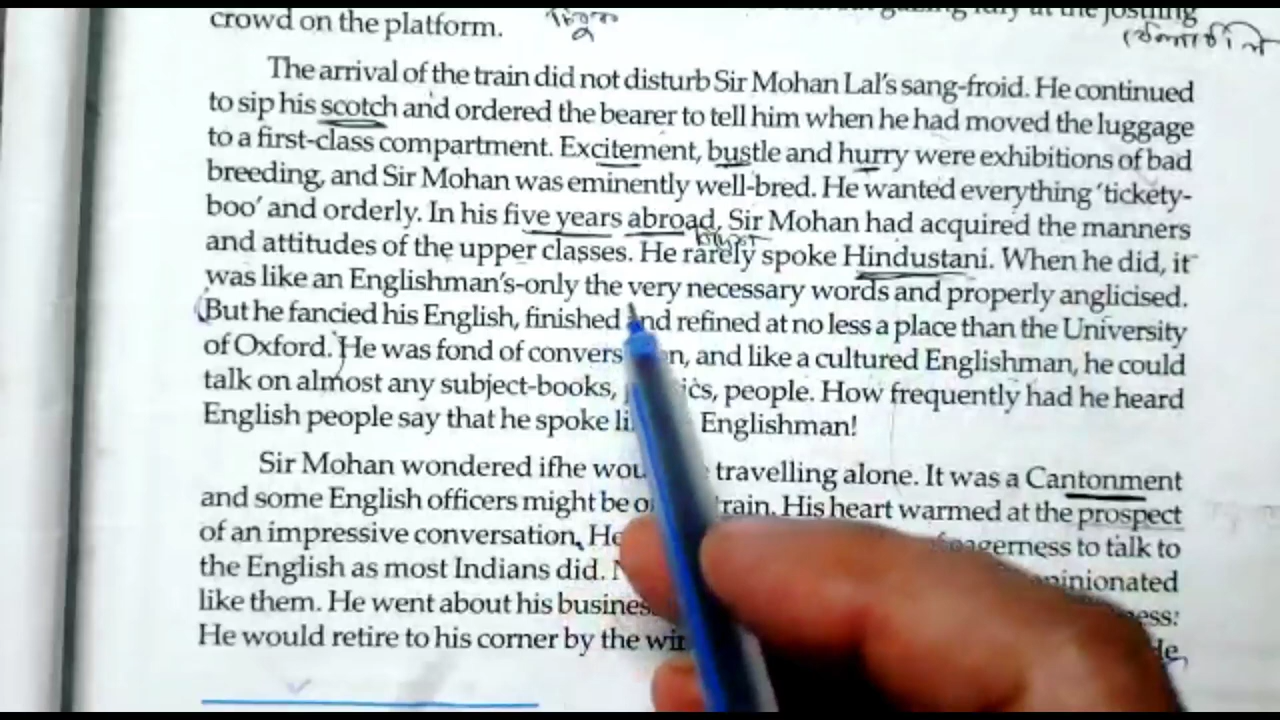 gazing idly at the jostling
crowd on the platform.
The arrival of the train did not disturb Sir Mohan Lal's sang-froid. He continued
to sip his scotch and ordered the bearer to tell him when he had moved the luggage
to a first-class compartment. Excitement, bustle and hurry were exhibitions of bad
breeding, and Sir Mohan was eminently well-bred. He wanted everything 'tickety-
boo' and orderly. In his five years abroad, Sir Mohan had acquired the manners
and attitudes of the upper classes. He rarely spoke Hindustani. When he did, it
was like an Englishman's-only the very necessary words and properly anglicised.
But he fancied his English, finished and refined at no less a place than the University
of Oxford. He was fond of convers n, and like a cultured Englishman, he could
talk on almost any subject-books, ics, people. How frequently had he heard
English people say that he spoke li Englishman!
Sir Mohan wondered ifhe wou travelling alone. It was a Cantonment
and some English officers might be o rain. His heart warmed at the prospect
of an impressive conversation. He eagerness to talk to
the English as most Indians did. pinionated
like them. He went about his busines ess:
He would retire to his corner by the win